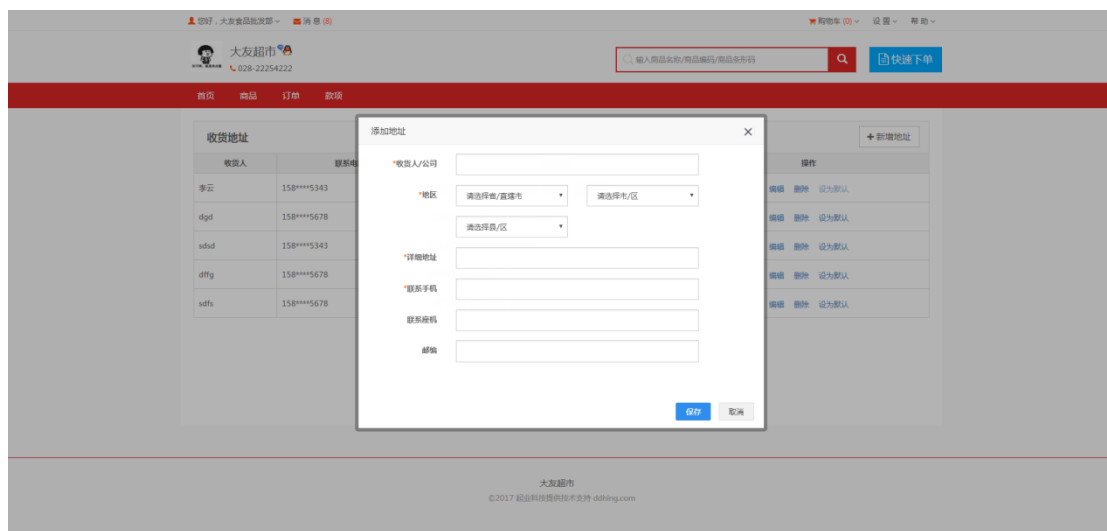 您好，大友食品批发部 消 息 (8) 购物车 (0) 设 置 帮 助
大友超市
028-22254222
输入商品名称/商品编码/商品条形码
快速下单
首页 商品 订单 款项
收货地址
+新增地址
收货人 联系电 操作
李云 158****5343 编辑 删除 设为默认
dgd 158****5678 编辑 删除 设为默认
sdsd 158****5343 编辑 删除 设为默认
dffg 158****5678 编辑 删除 设为默认
sdfs 158****5678 编辑 删除 设为默认
添加地址 ×
*收货人/公司
*地区 请选择省/直辖市 请选择市/区
请选择县/区
*详细地址
*联系手机
联系座机
邮编
保存 取消
大友超市
©2017 科技提供技术支持 ddhing.com